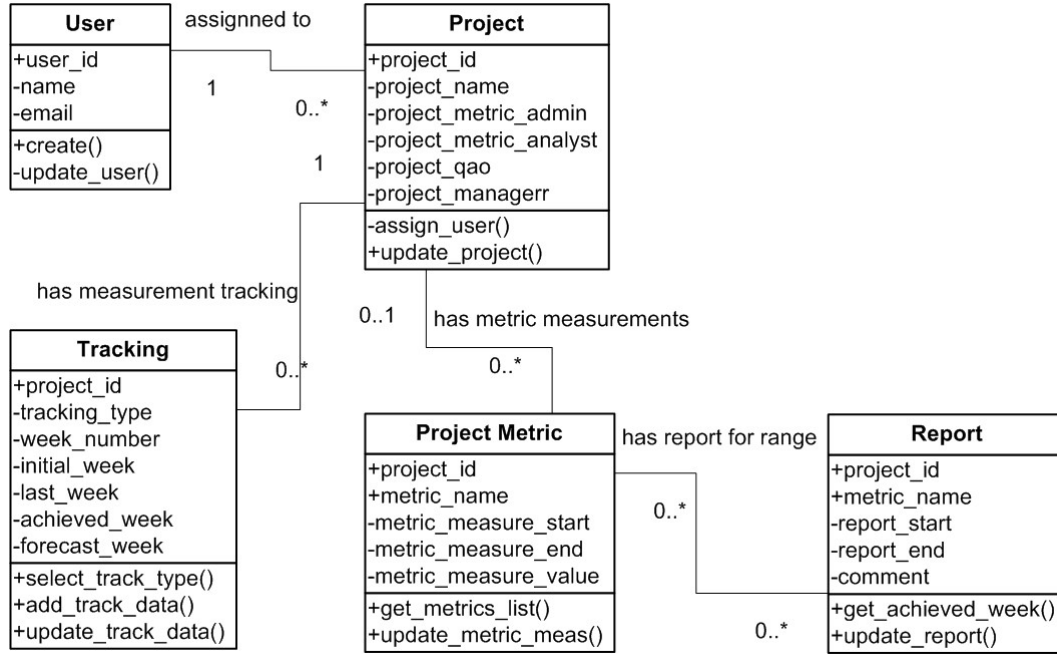 User
+user_id
-name
-email
+create()
-update_user()
assignned to
1
0..*
Project
+project_id
-project_name
-project_metric_admin
-project_metric_analyst
-project_qao
-project_managerr
-assign_user()
+update_project()
1
has measurement tracking
0..*
0..1
has metric measurements
0..*
Tracking
+project_id
-tracking_type
-week_number
-initial_week
-last_week
-achieved_week
-forecast_week
+select_track_type()
+add_track_data()
+update_track_data()
Project Metric
+project_id
+metric_name
-metric_measure_start
-metric_measure_end
-metric_measure_value
+get_metrics_list()
+update_metric_meas()
has report for range
0..*
0..*
Report
+project_id
+metric_name
-report_start
-report_end
-comment
+get_achieved_week()
+update_report()